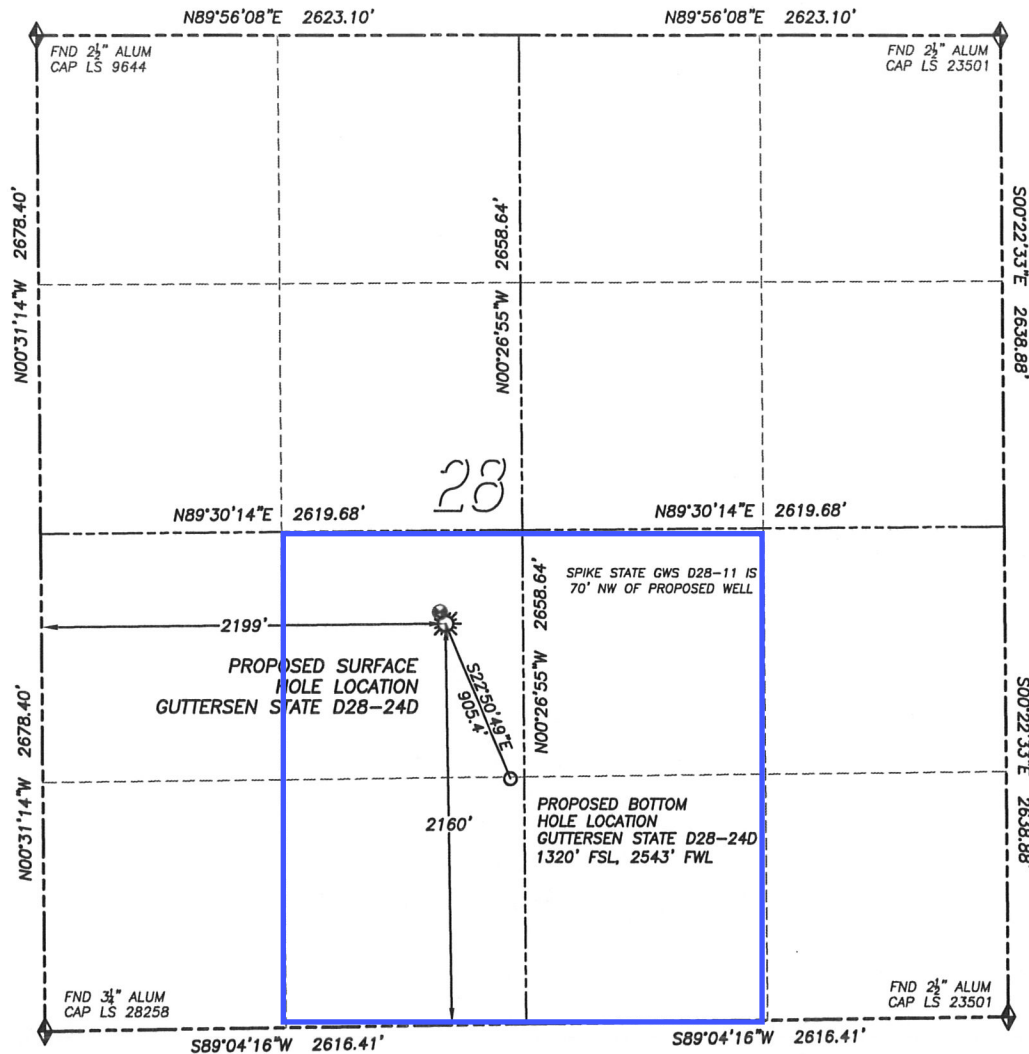 N89°56'08"E 2623.10'
N89°56'08"E 2623.10'
FND 2½" ALUM
CAP LS 9644
FND 2½" ALUM
CAP LS 23501
N00°31'14"W 2678.40'
N00°26'55"W 2658.64'
S00°22'33"E 2638.88'
28
N89°30'14"E 2619.68'
N89°30'14"E 2619.68'
SPIKE STATE GWS D28-11 IS
70' NW OF PROPOSED WELL
2199'
PROPOSED SURFACE
HOLE LOCATION
GUTTERSEN STATE D28-24D
S22°50'49"E
905.4'
N00°26'55"W 2658.64'
N00°31'14"W 2678.40'
S00°22'33"E 2638.88'
2160'
PROPOSED BOTTOM
HOLE LOCATION
GUTTERSEN STATE D28-24D
1320' FSL, 2543' FWL
FND 3¼" ALUM
CAP LS 28258
FND 2½" ALUM
CAP LS 23501
S89°04'16"W 2616.41'
S89°04'16"W 2616.41'